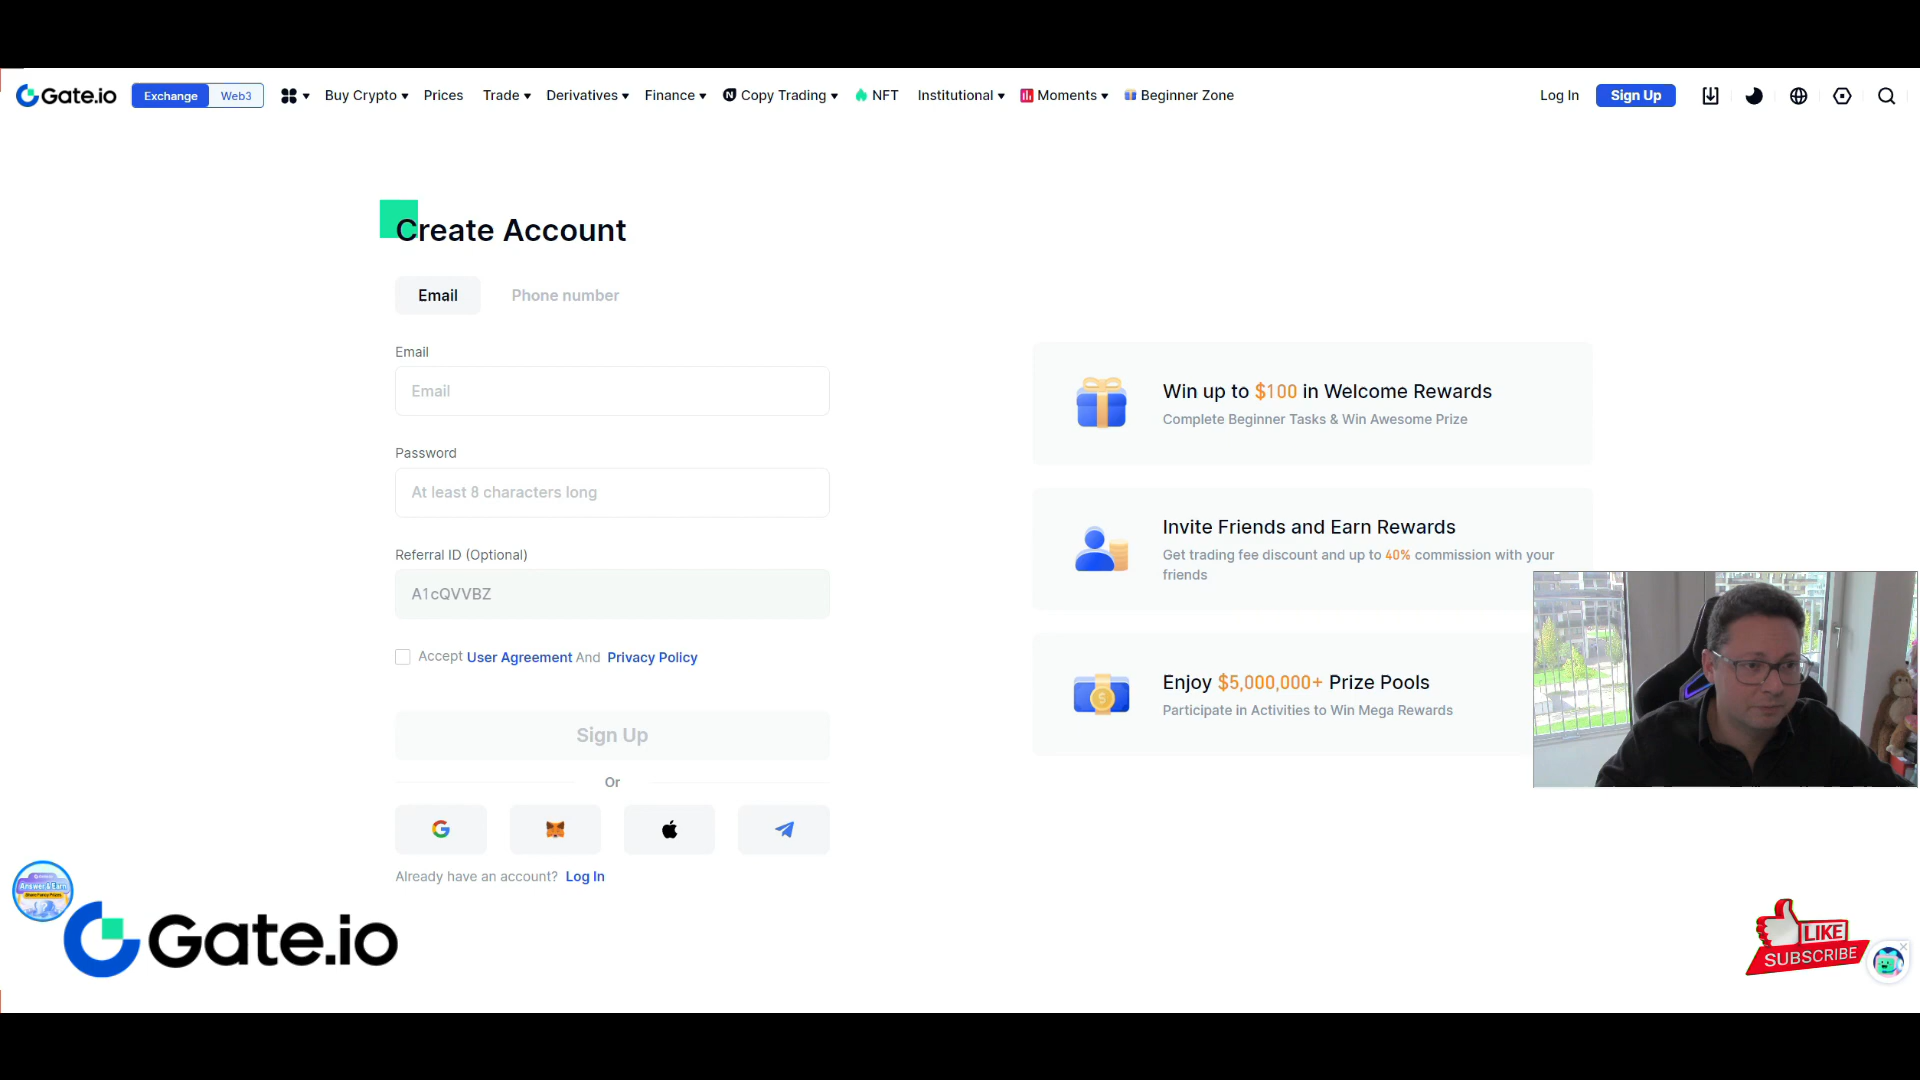 Gate.io
Exchange Web3 Buy Crypto Prices Trade Derivatives Finance Copy Trading NFT Institutional Moments Beginner Zone Log In Sign Up
Create Account
Email Phone number
Email
Email
Password
At least 8 characters long
Referral ID (Optional)
A1cQVVBZ
Accept User Agreement And Privacy Policy
Sign Up
Or
Already have an account? Log In
Win up to $100 in Welcome Rewards
Complete Beginner Tasks & Win Awesome Prize
Invite Friends and Earn Rewards
Get trading fee discount and up to 40% commission with your
friends
Enjoy $5,000,000+ Prize Pools
Participate in Activities to Win Mega Rewards
Answer & Earn
Gate.io
LIKE
SUBSCRIBE